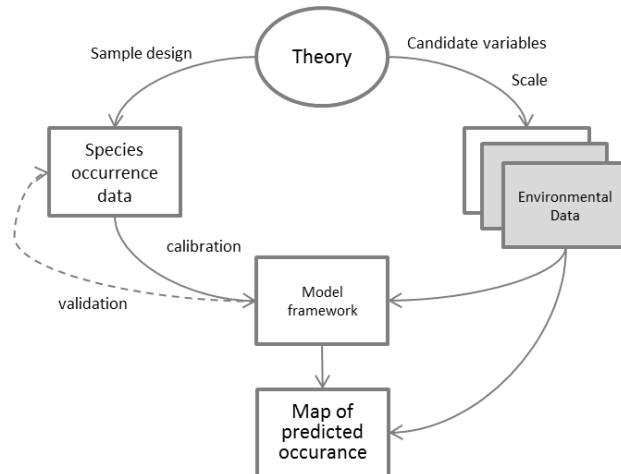 Sample design
Theory
Candidate variables
Scale
Species
occurrence
data
Environmental
Data
calibration
validation
Model
framework
Map of
predicted
occurance